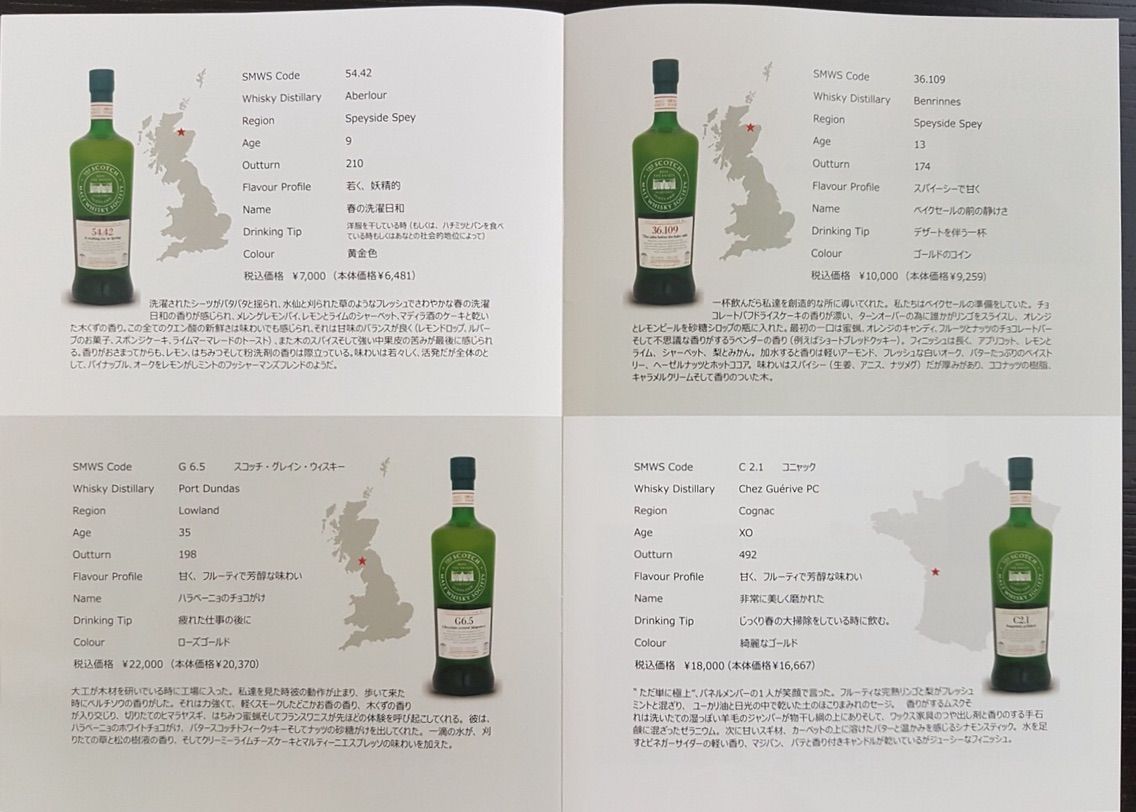 SMWS Code 54.42
Whisky Distillery Aberlour
Region Speyside Spey
Age 9
Outturn 210
Flavour Profile 若く、妖精的
Name 春の洗濯日和
Drinking Tip 洋服を干している時 (もしくは、ハチミツとパンを食べ
ている時もしくはあなたの社会的地位によって)
Colour 黄金色
税込価格 ¥7,000 (本体価格¥6,481)
洗濯されたシーツがパタパタと揺られ、水仙と刈られた草のようなフレッシュでさわやかな春の洗濯
日和の香りが感じられ、メレンゲレモンパイ、レモンとライムのシャーベット、マディラ酒のケーキと乾い
た木くずの香り。この全てのクエン酸の新鮮さは味わいでも感じられ、それは甘味のバランスが良く (レモンドロップ、ルバー
ブのお菓子、スポンジケーキ、ライムマーマレードのトースト) 、また木のスパイスそして強い中果皮の苦みが最後に感じられ
る。香りがおさまってからも、レモン、はちみつそして粉洗剤の香りは際立っている。味わいは若々しく、活発だが全体のと
して、パイナップル、オークをレモンがしミントのフッシャーマンズフレンドのようだ。
THE SCOTCH
MALT WHISKY SOCIETY
54.42
SMWS Code 36.109
Whisky Distillery Benrinnes
Region Speyside Spey
Age 13
Outturn 174
Flavour Profile スパイシーで甘く
Name ベイクセールの前の静けさ
Drinking Tip デザートを伴う一杯
Colour ゴールドのコイン
税込価格 ¥10,000 (本体価格¥9,259)
一杯飲んだら私達を創造的な所に導いてくれた。私たちはベイクセールの準備をしていた。チョ
コレートパフドライスケーキの香りが漂い、ターンオーバーの為に誰かがリンゴをスライスし、オレンジ
とレモンピールを砂糖シロップの瓶に入れた。最初の一口は蜜蝋、オレンジのキャンディ、フルーツとナッツのチョコレートバー
そして不思議な香りがするラベンダーの香り (例えばショートブレッドクッキー) 。フィニッシュは長く、アプリコット、レモンと
ライム、シャーベット、梨とみかん。加水すると香りは軽いアーモンド、フレッシュな白いオーク、バターたっぷりのペイスト
リー、ヘーゼルナッツとホットココア。味わいはスパイシー (生姜、アニス、ナツメグ) だが厚みがあり、ココナッツの樹脂、
キャラメルクリームそして香りのついた木。
THE SCOTCH
MALT WHISKY SOCIETY
36.109
SMWS Code G 6.5 スコッチ・グレイン・ウィスキー
Whisky Distillery Port Dundas
Region Lowland
Age 35
Outturn 198
Flavour Profile 甘く、フルーティで芳醇な味わい
Name ハラペーニョのチョコがけ
Drinking Tip 疲れた仕事の後に
Colour ローズゴールド
税込価格 ¥22,000 (本体価格¥20,370)
大工が木材を研いでいる時に工場に入った。私達を見た時彼の動作が止まり、歩いて来た
時にベルチソウの香りがした。それは力強くて、軽くスモークしたどこかお香の香り、木くずの香り
が入り交じり、切りたてのヒマラヤスギ、はちみつ蜜蝋そしてフランスワニスが先ほどの体験を呼び起こしてくれる。彼は、
ハラペーニョのホワイトチョコがけ、バタースコッチトフィークッキーそしてナッツの砂糖がけを出してくれた。一滴の水が、刈
りたての草と松の樹液の香り、そしてクリーミーライムチーズケーキとマルティーニエスプレッソの味わいを加えた。
THE SCOTCH
MALT WHISKY SOCIETY
G6.5
SMWS Code C 2.1 コニャック
Whisky Distillery Chez Guérive PC
Region Cognac
Age XO
Outturn 492
Flavour Profile 甘く、フルーティで芳醇な味わい
Name 非常に美しく磨かれた
Drinking Tip じっくり春の大掃除をしている時に飲む。
Colour 綺麗なゴールド
税込価格 ¥18,000 (本体価格¥16,667)
"ただ単に極上",パネルメンバーの1人が笑顔で言った。フルーティな完熟リンゴと梨がフレッシュ
ミントと混ざり、ユーカリ油と日光の中で乾いた土のほこりまみれのセージ。 香りがするムスクそ
れは洗いたての湿っぽい羊毛のジャンパーが物干し綱の上にありそして、ワックス家具のつや出し剤と香りのする手石
鹸に混ざったゼラニウム。次に甘いスギ材、カーペットの上に溶けたバターと温かみを感じるシナモンスティック。水を足
すとビネガーサイダーの軽い香り、マジパン、パテと香り付きキャンドルが乾いているがジューシーなフィニッシュ。
THE SCOTCH
MALT WHISKY SOCIETY
C2.1